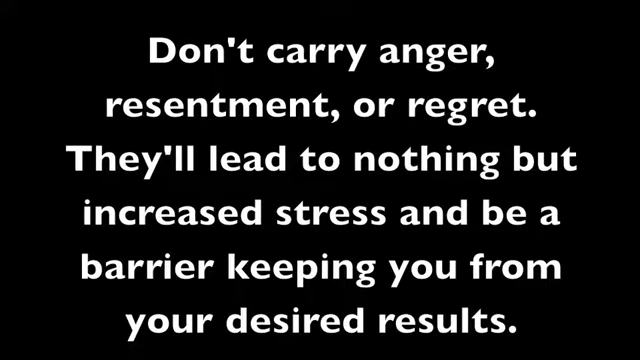 Don't carry anger,
resentment, or regret.
They'll lead to nothing but
increased stress and be a
barrier keeping you from
your desired results.